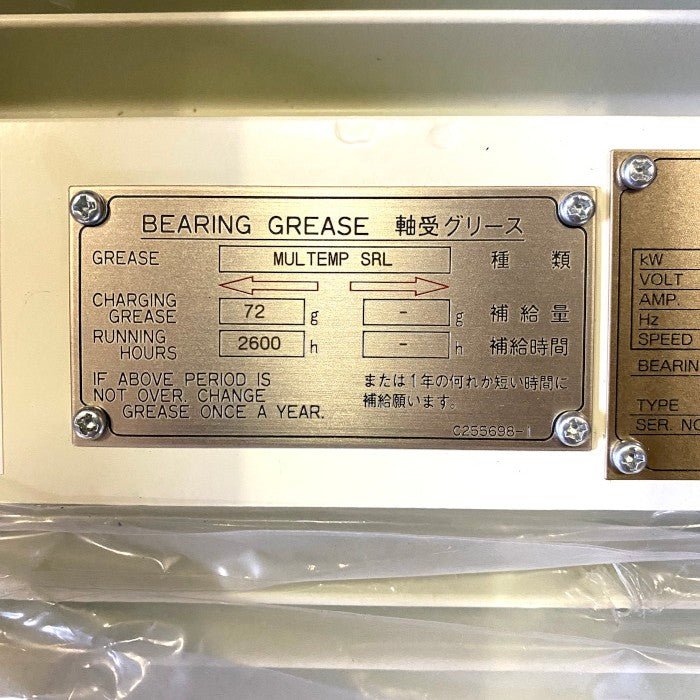 BEARING GREASE 軸受グリース
GREASE MULTEMP SRL 種類
CHARGING GREASE 72 g - g 補給量
RUNNING HOURS 2600 h - h 補給時間
IF ABOVE PERIOD IS
NOT OVER. CHANGE
GREASE ONCE A YEAR.
または1年の何れか短い時間に
補給願います。
C255698-1
kW
VOLT
AMP.
Hz
SPEED
BEARIN
TYPE
SER. NO